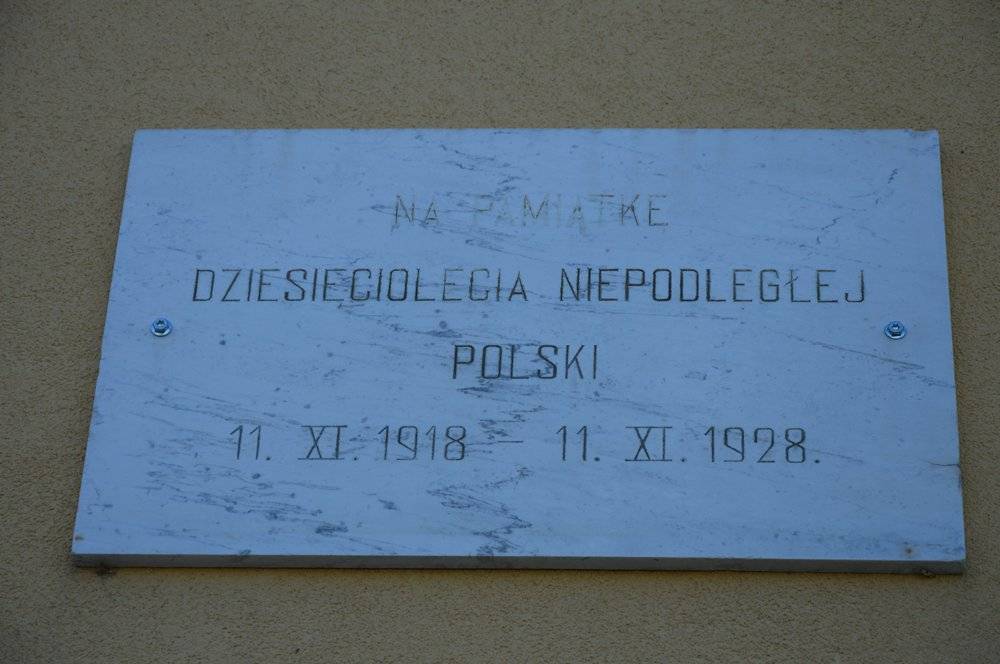 NA PAMIĄTKĘ
DZIESIĘCIOLECIA NIEPODLEGŁEJ
POLSKI
11. XI. 1918 – 11. XI. 1928.